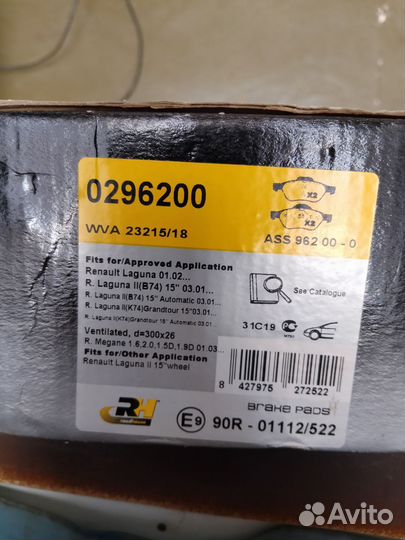 0296200
X2
X2
WVA 23215/18
ASS 962 00 - 0
Fits for/Approved Application
Renault Laguna 01.02...
R. Laguna II(B74) 15" 03.01...
R. Laguna II(B74) 15" Automatic 03.01...
R. Laguna II(K74)Grandtour 15"03.01...
R. Laguna II(K74)Grandtour 16" Automatic 03.01...
See Catalogue
Ventilated, d=300x26
R. Megane 1.6,2.0,1.5D,1.9D 01.03...
Fits for/Other Application
Renault Laguna II 15"wheel
31C19
8 427975 272522
RH
Brake Pads
E9 90R - 01112/522
Avito